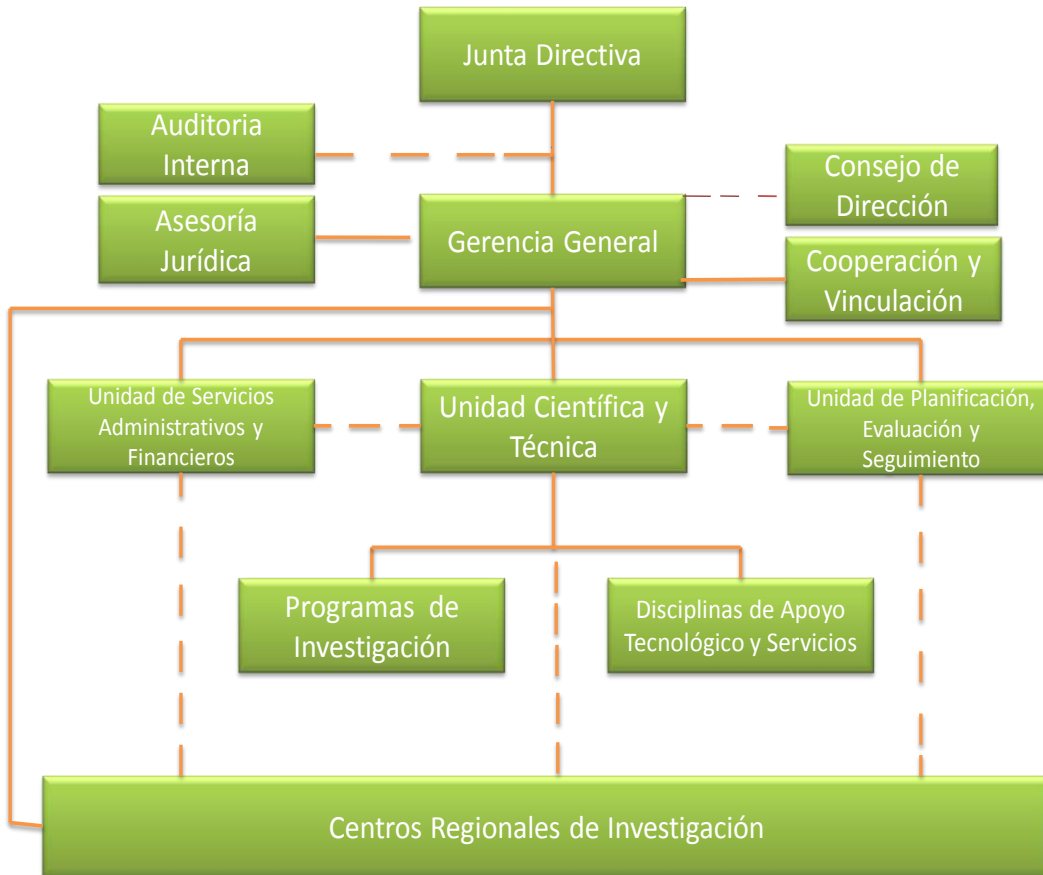 Junta Directiva
Auditoria
Interna
Consejo de
Dirección
Asesoría
Jurídica
Gerencia General
Cooperación y
Vinculación
Unidad de Servicios
Administrativos y
Financieros
Unidad Científica y
Técnica
Unidad de Planificación,
Evaluación y
Seguimiento
Programas de
Investigación
Disciplinas de Apoyo
Tecnológico y Servicios
Centros Regionales de Investigación